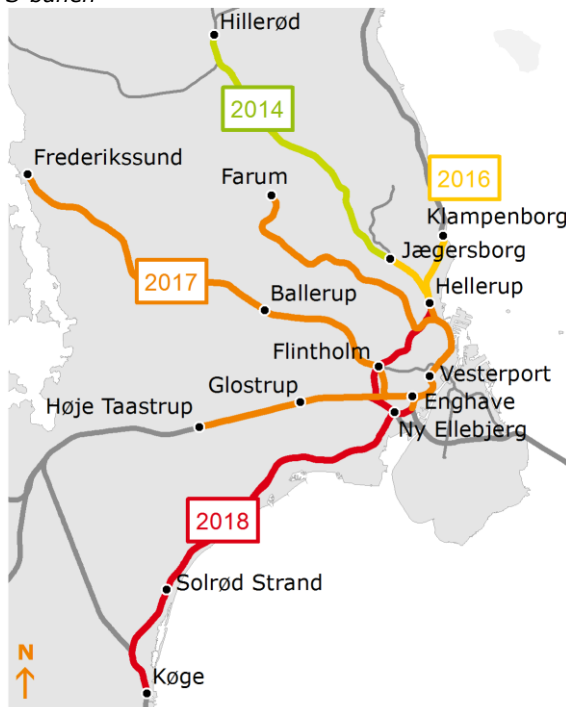 Hillerød
2014
Frederikssund
Farum
2016
Klampenborg
Jægersborg
2017
Ballerup
Hellerup
Flintholm
Vesterport
Glostrup
Enghave
Høje Taastrup
Ny Ellebjerg
2018
Solrød Strand
N
Køge